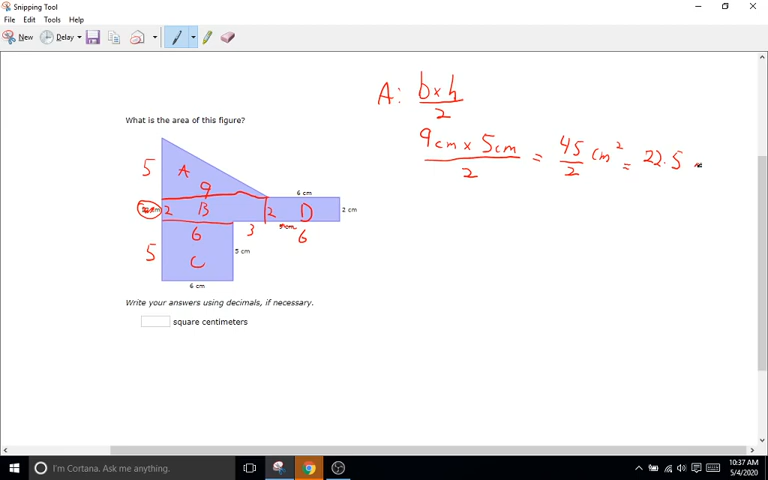 Snipping Tool
File Edit Tools Help
New Delay
A: b x h
2
What is the area of this figure?
9cm x 5cm = 45 cm² = 22.5
2 2
5 A
9
6 cm
2 B 2 D 2 cm
6 3 6
5 C 5 cm
6 cm
Write your answers using decimals, if necessary.
square centimeters
I'm Cortana. Ask me anything.
10:37 AM
5/4/2020